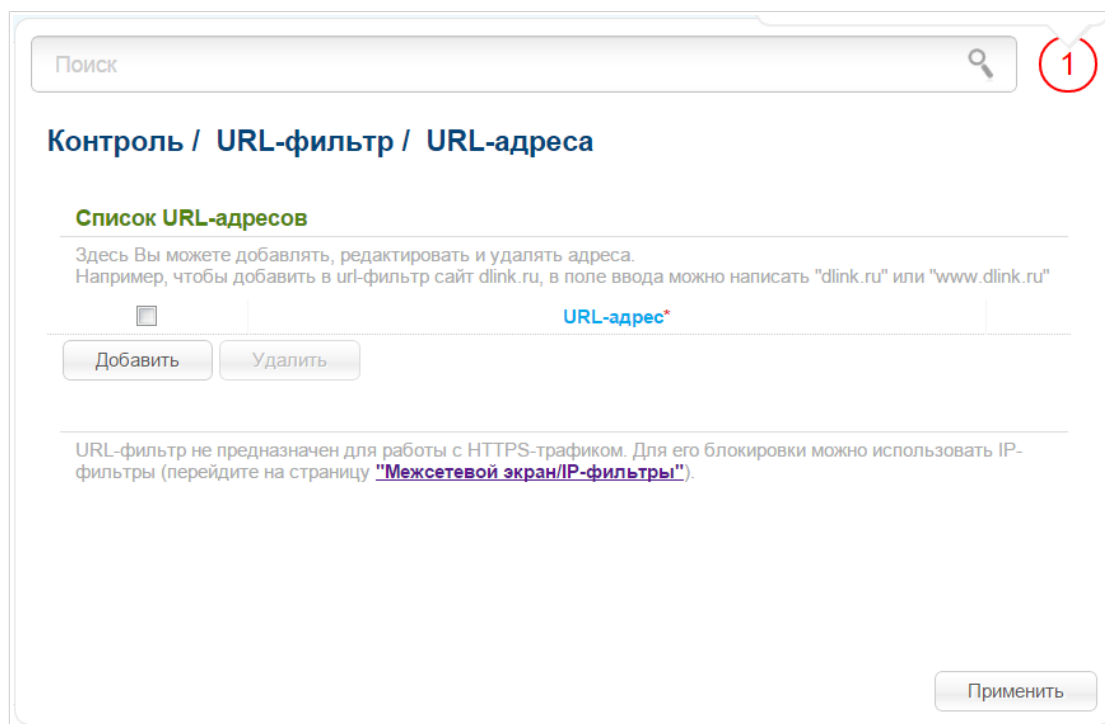 Поиск
1
Контроль / URL-фильтр / URL-адреса
Список URL-адресов
Здесь Вы можете добавлять, редактировать и удалять адреса.
Например, чтобы добавить в url-фильтр сайт dlink.ru, в поле ввода можно написать "dlink.ru" или "www.dlink.ru"
URL-адрес*
Добавить Удалить
URL-фильтр не предназначен для работы с HTTPS-трафиком. Для его блокировки можно использовать IP-
фильтры (перейдите на страницу "Межсетевой экран/IP-фильтры").
Применить